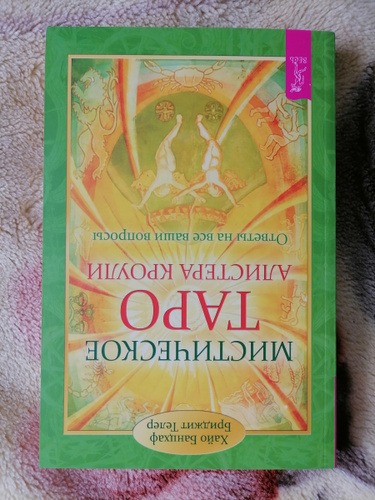 Хайо Банцхаф
Бриджит Телер
МИСТИЧЕСКОЕ
ТАРО
АЛИСТЕРА КРОУЛИ
Ответы на все ваши вопросы